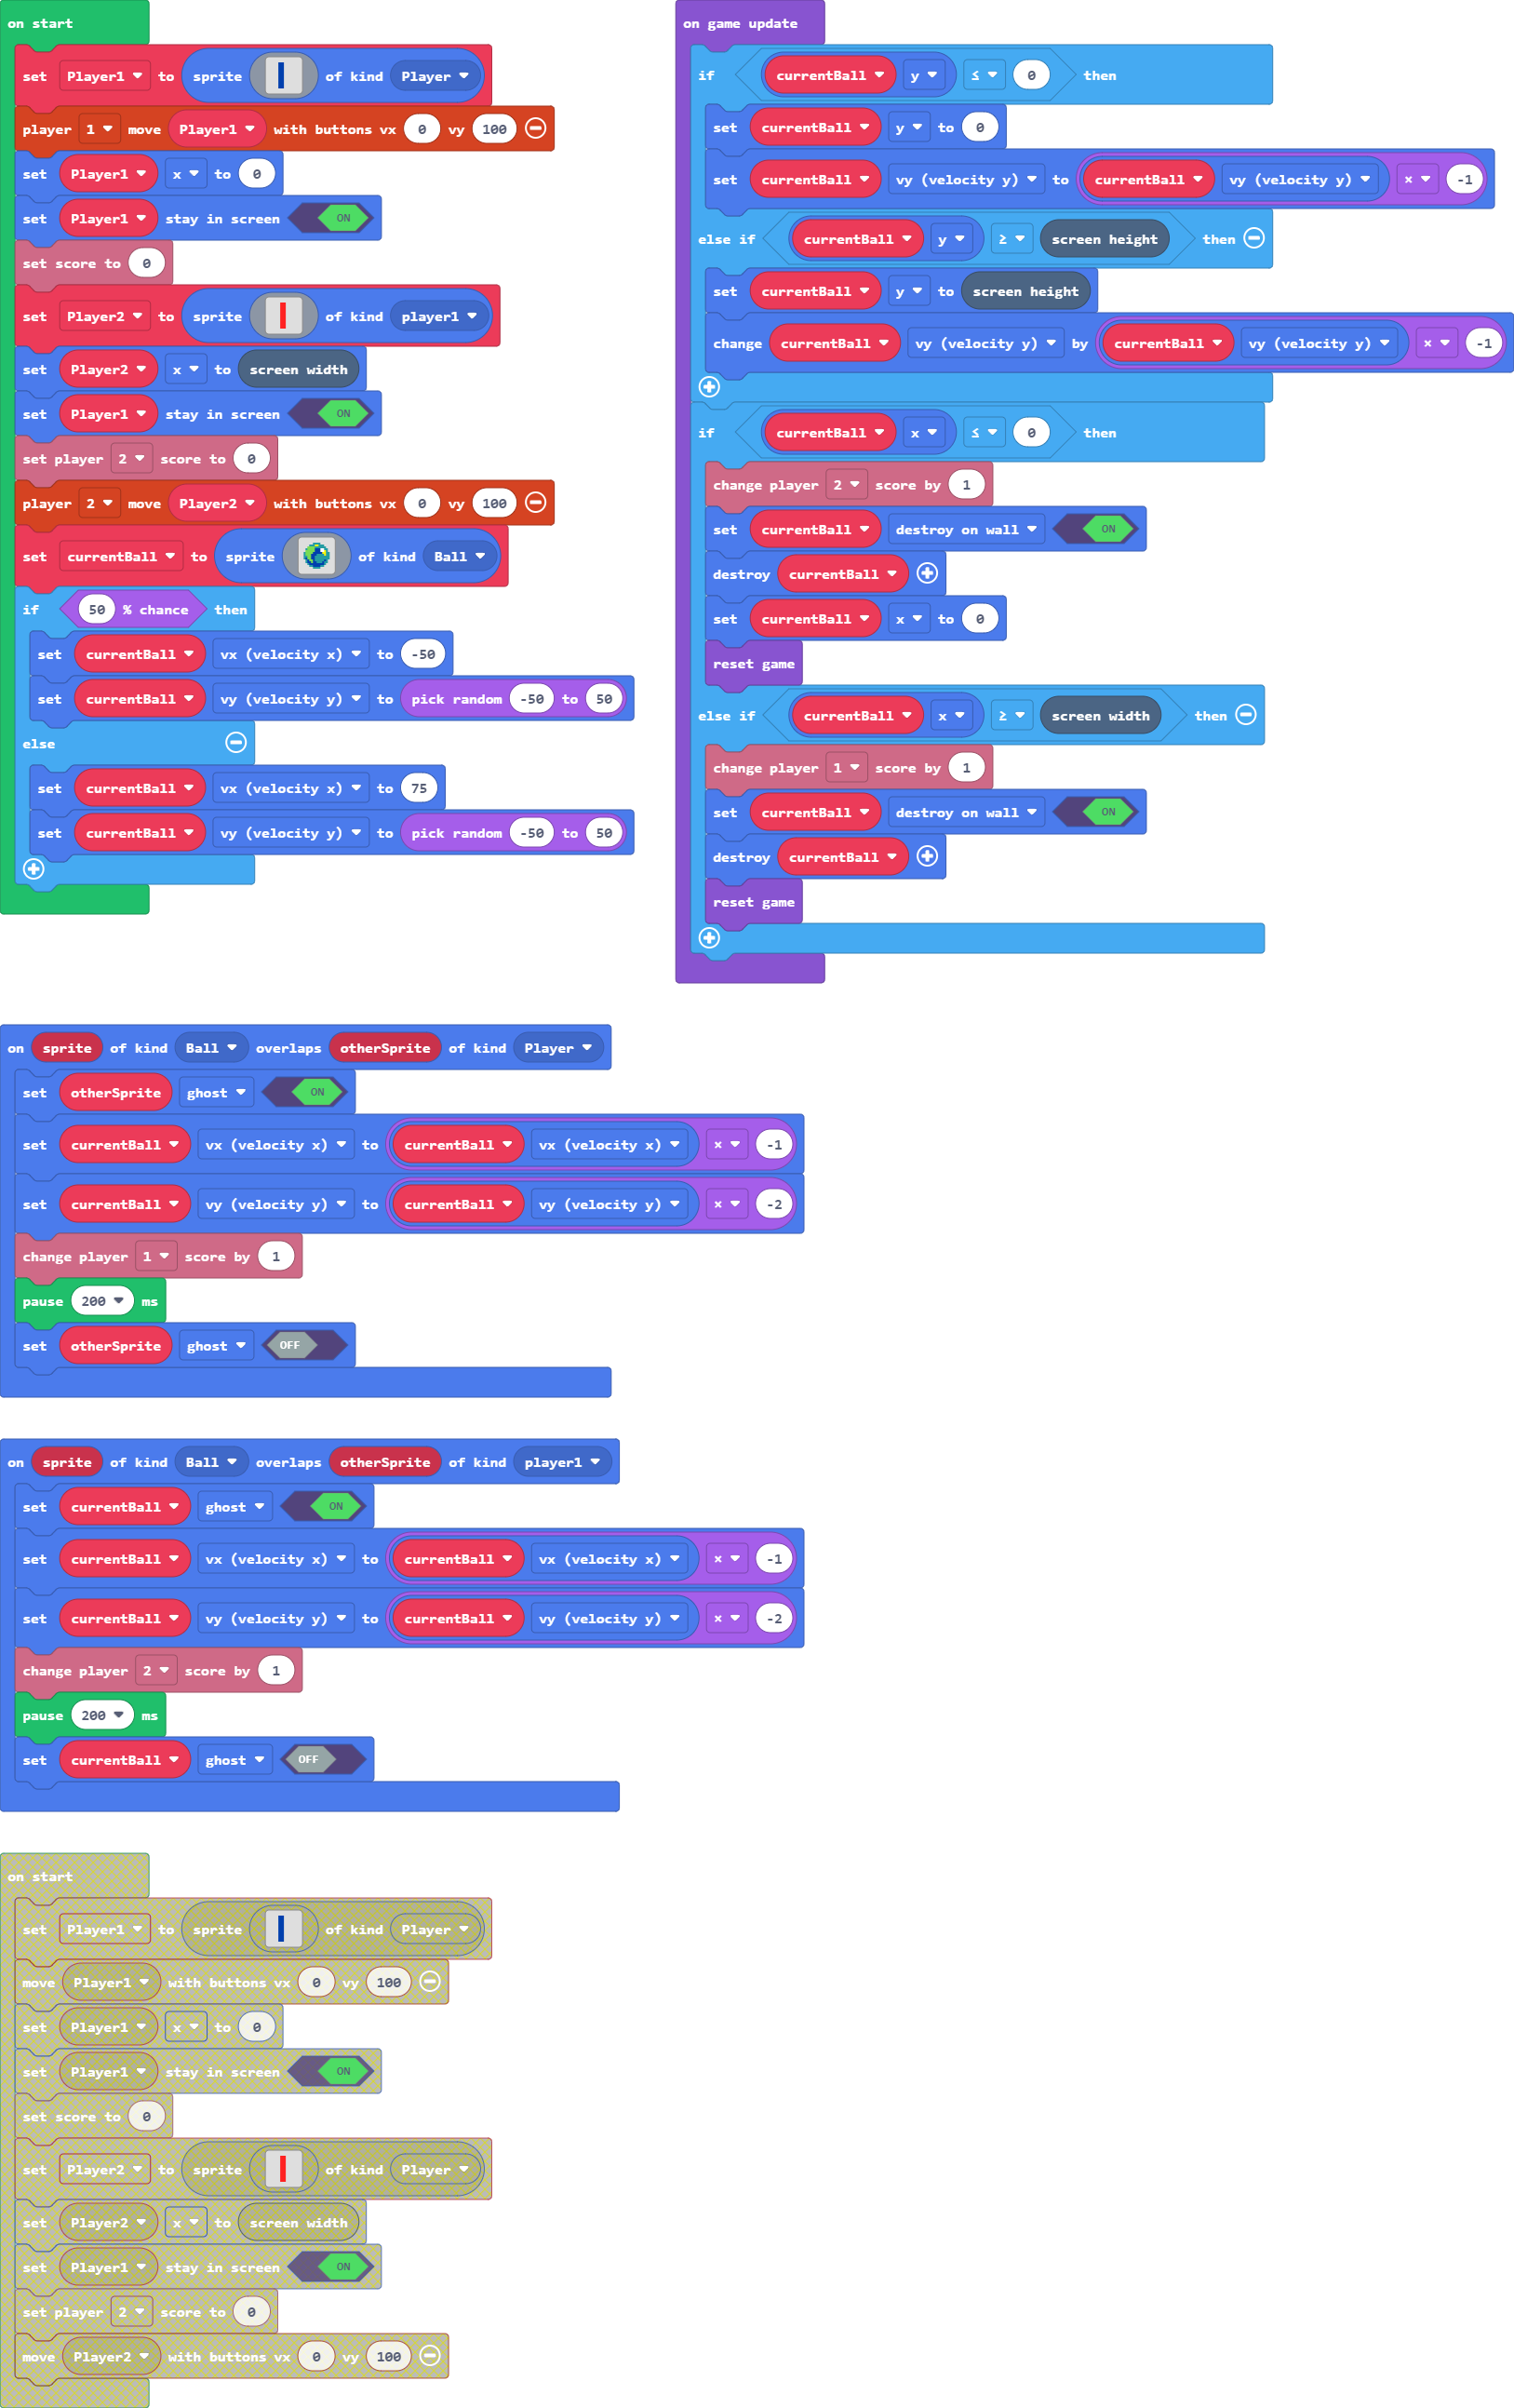 on start
set Player1 to sprite of kind Player
player 1 move Player1 with buttons vx 0 vy 100
set Player1 x to 0
set Player1 stay in screen ON
set score to 0
set Player2 to sprite of kind player1
set Player2 x to screen width
set Player1 stay in screen ON
set player 2 score to 0
player 2 move Player2 with buttons vx 0 vy 100
set currentBall to sprite of kind Ball
if 50 % chance then
set currentBall vx (velocity x) to -50
set currentBall vy (velocity y) to pick random -50 to 50
else
set currentBall vx (velocity x) to 75
set currentBall vy (velocity y) to pick random -50 to 50
on game update
if currentBall y ≤ 0 then
set currentBall y to 0
set currentBall vy (velocity y) to currentBall vy (velocity y) × -1
else if currentBall y ≥ screen height then
set currentBall y to screen height
change currentBall vy (velocity y) by currentBall vy (velocity y) × -1
if currentBall x ≤ 0 then
change player 2 score by 1
set currentBall destroy on wall ON
destroy currentBall
set currentBall x to 0
reset game
else if currentBall x ≥ screen width then
change player 1 score by 1
set currentBall destroy on wall ON
destroy currentBall
reset game
on sprite of kind Ball overlaps otherSprite of kind Player
set otherSprite ghost ON
set currentBall vx (velocity x) to currentBall vx (velocity x) × -1
set currentBall vy (velocity y) to currentBall vy (velocity y) × -2
change player 1 score by 1
pause 200 ms
set otherSprite ghost OFF
on sprite of kind Ball overlaps otherSprite of kind player1
set currentBall ghost ON
set currentBall vx (velocity x) to currentBall vx (velocity x) × -1
set currentBall vy (velocity y) to currentBall vy (velocity y) × -2
change player 2 score by 1
pause 200 ms
set currentBall ghost OFF
on start
set Player1 to sprite of kind Player
move Player1 with buttons vx 0 vy 100
set Player1 x to 0
set Player1 stay in screen ON
set score to 0
set Player2 to sprite of kind Player
set Player2 x to screen width
set Player1 stay in screen ON
set player 2 score to 0
move Player2 with buttons vx 0 vy 100